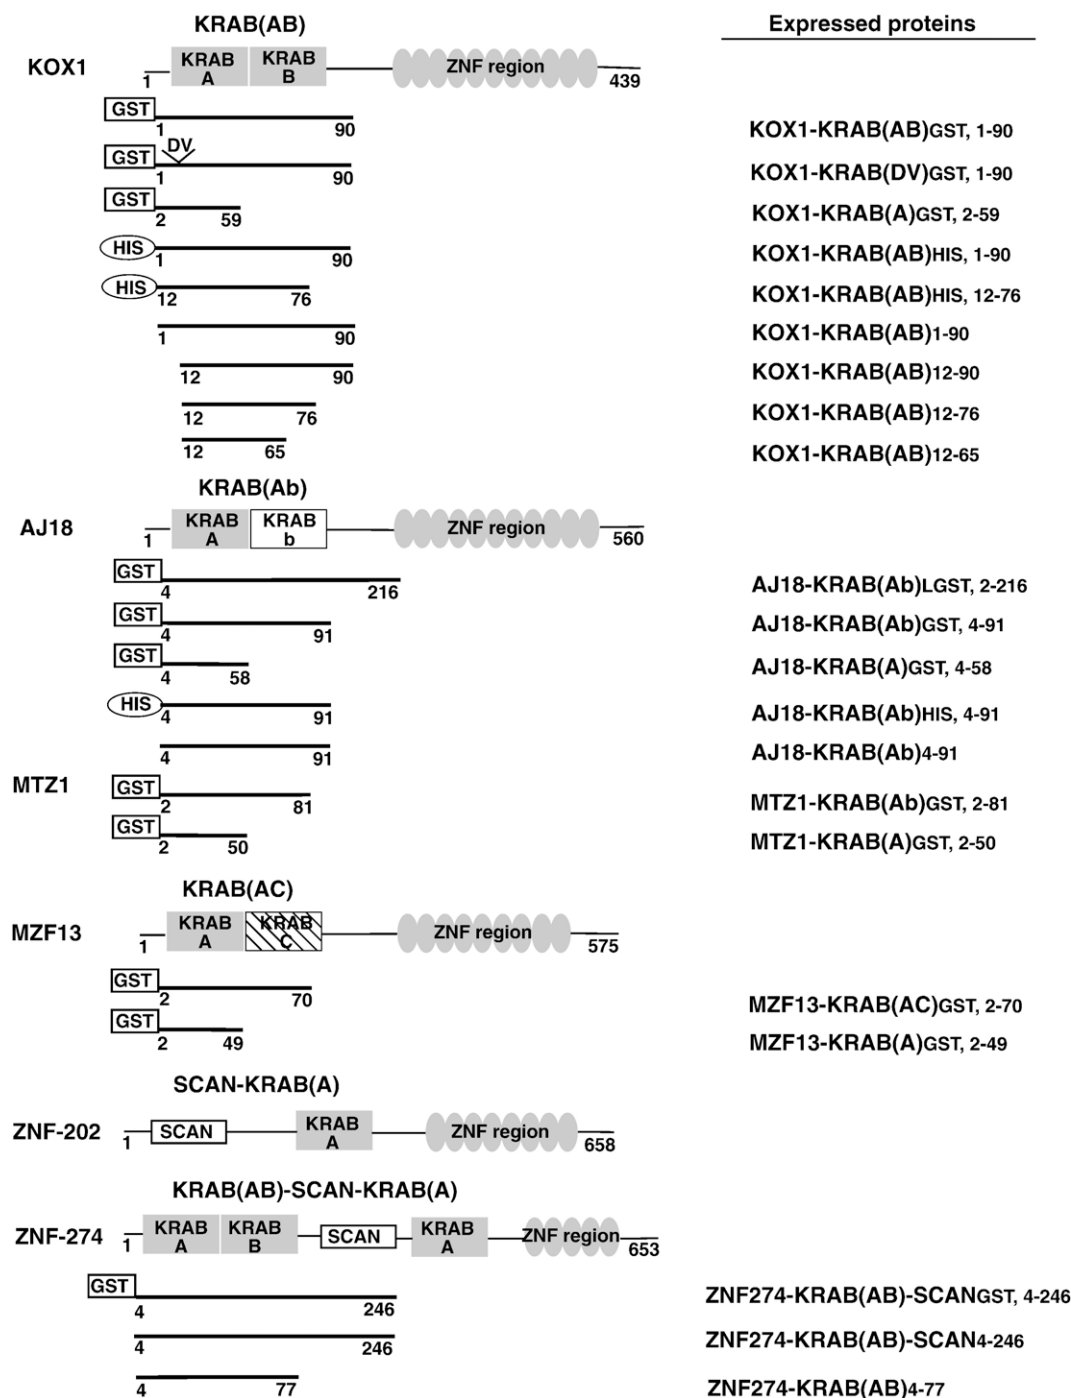 KRAB(AB)
Expressed proteins
KOX1
1
KRAB
A
KRAB
B
ZNF region
439
GST
1
90
KOX1-KRAB(AB)GST, 1-90
GST
DV
1
90
KOX1-KRAB(DV)GST, 1-90
GST
2
59
KOX1-KRAB(A)GST, 2-59
HIS
1
90
KOX1-KRAB(AB)HIS, 1-90
HIS
12
76
KOX1-KRAB(AB)HIS, 12-76
1
90
KOX1-KRAB(AB)1-90
12
90
KOX1-KRAB(AB)12-90
12
76
KOX1-KRAB(AB)12-76
12
65
KOX1-KRAB(AB)12-65
KRAB(Ab)
AJ18
1
KRAB
A
KRAB
b
ZNF region
560
GST
4
216
AJ18-KRAB(Ab)LGST, 2-216
GST
4
91
AJ18-KRAB(Ab)GST, 4-91
GST
4
58
AJ18-KRAB(A)GST, 4-58
HIS
4
91
AJ18-KRAB(Ab)HIS, 4-91
4
91
AJ18-KRAB(Ab)4-91
MTZ1
GST
2
81
MTZ1-KRAB(Ab)GST, 2-81
GST
2
50
MTZ1-KRAB(A)GST, 2-50
KRAB(AC)
MZF13
1
KRAB
A
KRAB
C
ZNF region
575
GST
2
70
MZF13-KRAB(AC)GST, 2-70
GST
2
49
MZF13-KRAB(A)GST, 2-49
SCAN-KRAB(A)
ZNF-202
1
SCAN
KRAB
A
ZNF region
658
KRAB(AB)-SCAN-KRAB(A)
ZNF-274
1
KRAB
A
KRAB
B
SCAN
KRAB
A
ZNF region
653
GST
4
246
ZNF274-KRAB(AB)-SCANGST, 4-246
4
246
ZNF274-KRAB(AB)-SCAN4-246
4
77
ZNF274-KRAB(AB)4-77